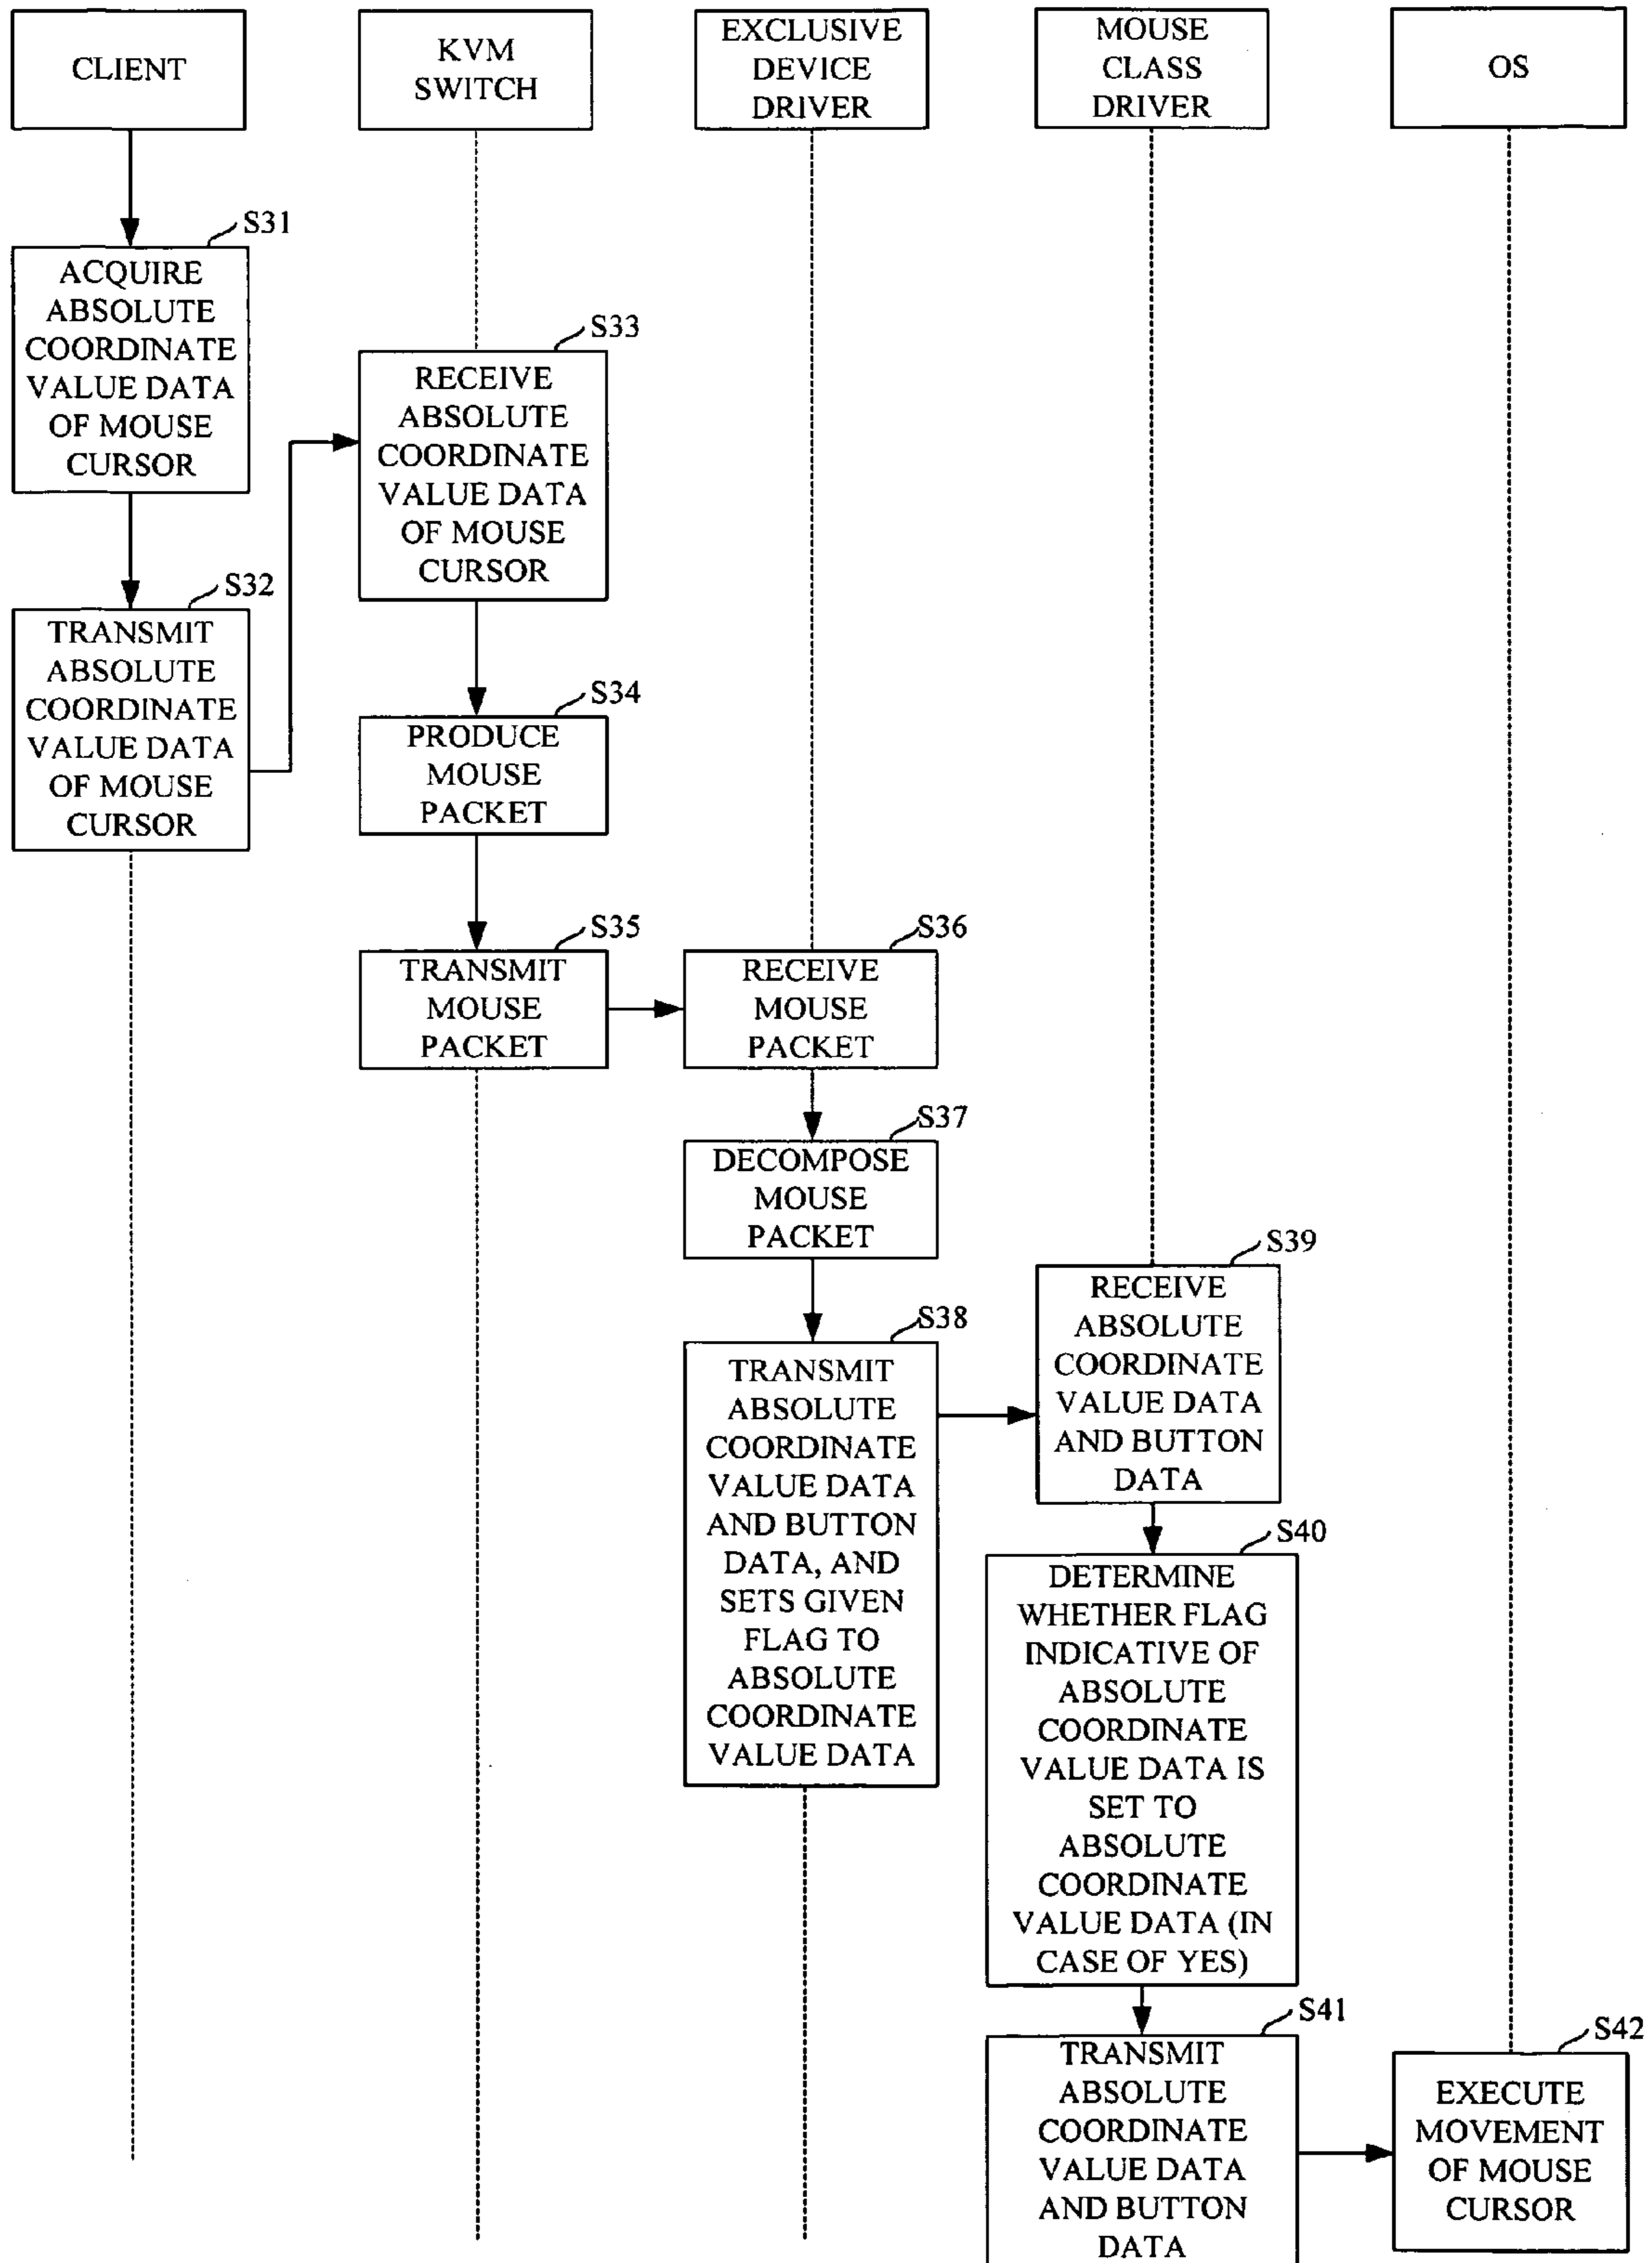 CLIENT
KVM
SWITCH
EXCLUSIVE
DEVICE
DRIVER
MOUSE
CLASS
DRIVER
OS
S31
ACQUIRE
ABSOLUTE
COORDINATE
VALUE DATA
OF MOUSE
CURSOR
S32
TRANSMIT
ABSOLUTE
COORDINATE
VALUE DATA
OF MOUSE
CURSOR
S33
RECEIVE
ABSOLUTE
COORDINATE
VALUE DATA
OF MOUSE
CURSOR
S34
PRODUCE
MOUSE
PACKET
S35
TRANSMIT
MOUSE
PACKET
S36
RECEIVE
MOUSE
PACKET
S37
DECOMPOSE
MOUSE
PACKET
S38
TRANSMIT
ABSOLUTE
COORDINATE
VALUE DATA
AND BUTTON
DATA, AND
SETS GIVEN
FLAG TO
ABSOLUTE
COORDINATE
VALUE DATA
S39
RECEIVE
ABSOLUTE
COORDINATE
VALUE DATA
AND BUTTON
DATA
S40
DETERMINE
WHETHER FLAG
INDICATIVE OF
ABSOLUTE
COORDINATE
VALUE DATA IS
SET TO
ABSOLUTE
COORDINATE
VALUE DATA (IN
CASE OF YES)
S41
TRANSMIT
ABSOLUTE
COORDINATE
VALUE DATA
AND BUTTON
DATA
S42
EXECUTE
MOVEMENT
OF MOUSE
CURSOR